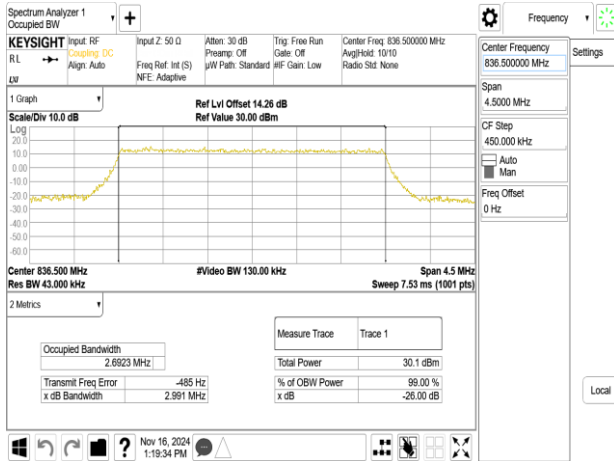 Spectrum Analyzer 1
Occupied BW
+
Frequency
KEYSIGHT Input: RF Input Z: 50 Ω Atten: 30 dB Trig: Free Run Center Freq: 836.500000 MHz
RL Coupling: DC Preamp: Off Gate: Off Avg|Hold: 10/10
Align: Auto Freq Ref: Int (S) µW Path: Standard #IF Gain: Low Radio Std: None
NFE: Adaptive
LXI
Center Frequency
836.500000 MHz
Settings
Span
4.5000 MHz
CF Step
450.000 kHz
Auto
Man
Freq Offset
0 Hz
Local
1 Graph
Ref Lvl Offset 14.26 dB
Scale/Div 10.0 dB Ref Value 30.00 dBm
Log
20.0
10.0
0.00
-10.0
-20.0
-30.0
-40.0
-50.0
-60.0
Center 836.500 MHz #Video BW 130.00 kHz Span 4.5 MHz
Res BW 43.000 kHz Sweep 7.53 ms (1001 pts)
2 Metrics
Measure Trace Trace 1
Occupied Bandwidth
2.6923 MHz
Total Power 30.1 dBm
Transmit Freq Error -485 Hz % of OBW Power 99.00 %
x dB Bandwidth 2.991 MHz x dB -26.00 dB
?
Nov 16, 2024
1:19:34 PM